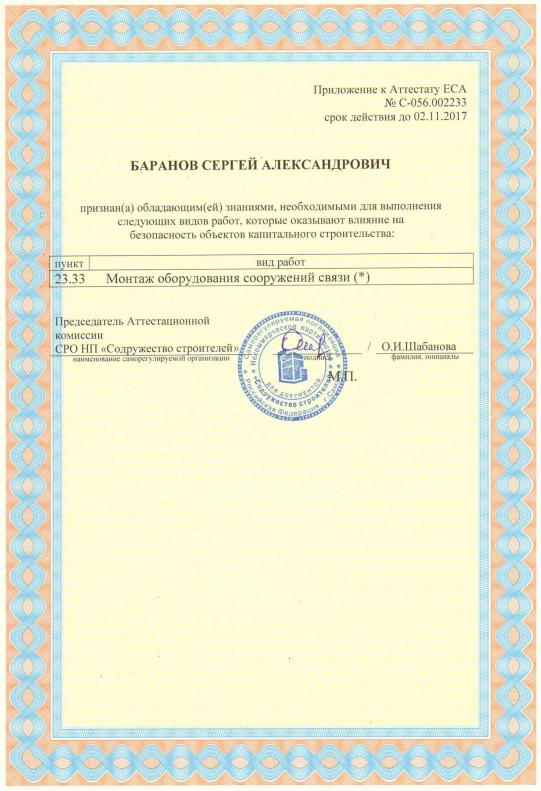 Приложение к Аттестату ЕСА
№ С-056.002233
срок действия до 02.11.2017
БАРАНОВ СЕРГЕЙ АЛЕКСАНДРОВИЧ
признан(а) обладающим(ей) знаниями, необходимыми для выполнения
следующих видов работ, которые оказывают влияние на
безопасность объектов капитального строительства:
пункт вид работ
23.33 Монтаж оборудования сооружений связи (*)
Председатель Аттестационной
комиссии
СРО НП «Содружество строителей» / О.И.Шабанова
наименование саморегулируемой организации подпись фамилия, инициалы
М.П.
Саморегулируемая организация
Некоммерческое партнерство
«Содружество строителей»
Российская Федерация, г.
для документов